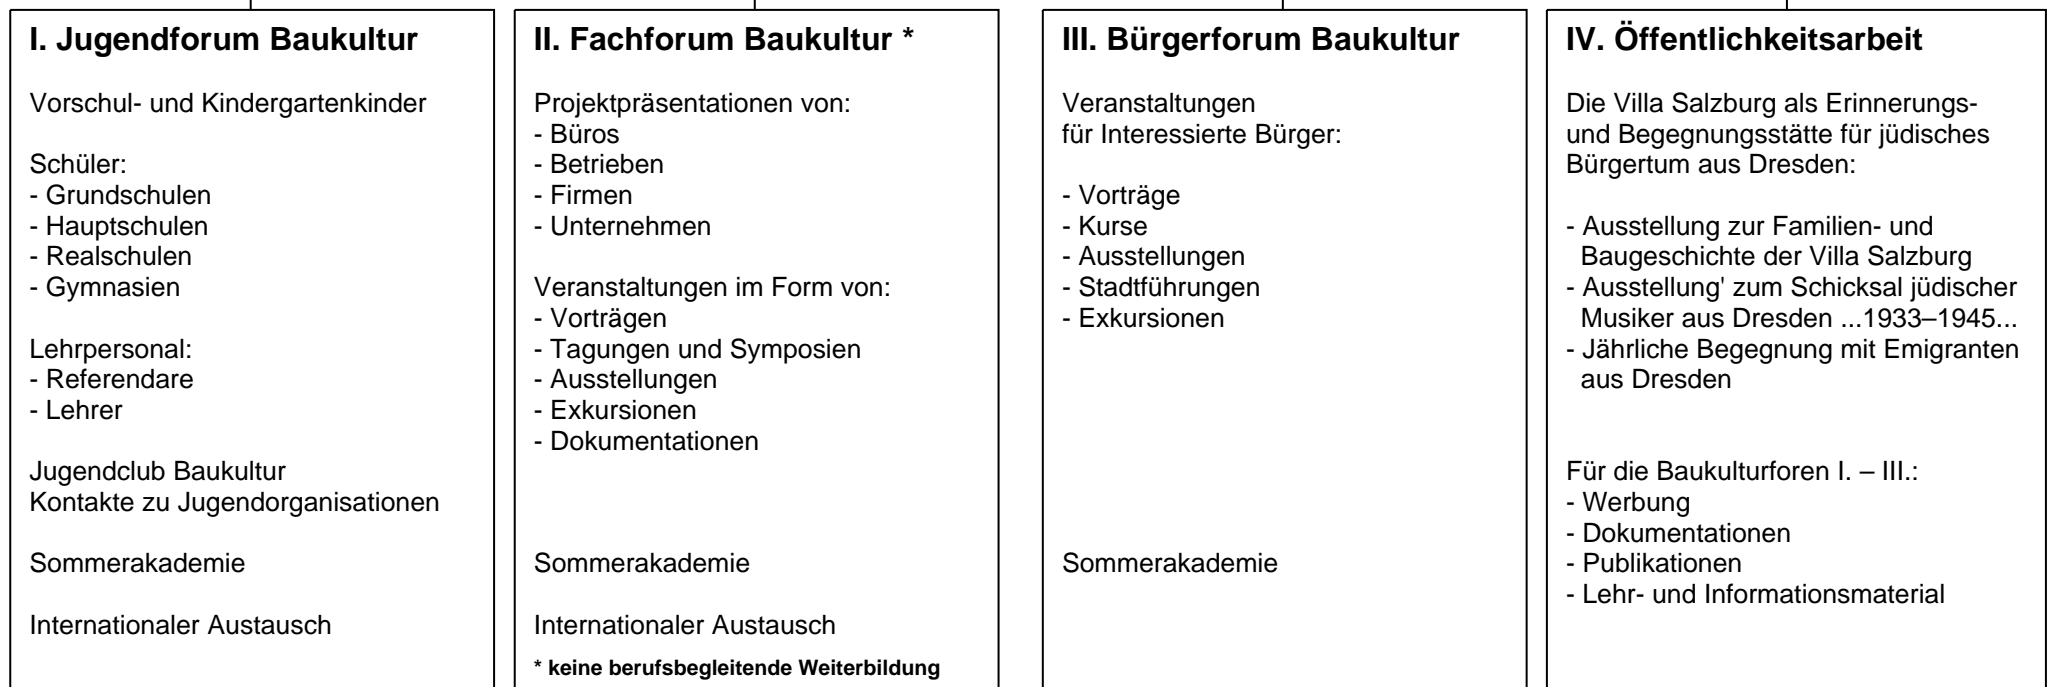 I. Jugendforum Baukultur
Vorschul- und Kindergartenkinder
Schüler:
- Grundschulen
- Hauptschulen
- Realschulen
- Gymnasien
Lehrpersonal:
- Referendare
- Lehrer
Jugendclub Baukultur
Kontakte zu Jugendorganisationen
Sommerakademie
Internationaler Austausch
II. Fachforum Baukultur *
Projektpräsentationen von:
- Büros
- Betrieben
- Firmen
- Unternehmen
Veranstaltungen im Form von:
- Vorträgen
- Tagungen und Symposien
- Ausstellungen
- Exkursionen
- Dokumentationen
Sommerakademie
Internationaler Austausch
* keine berufsbegleitende Weiterbildung
III. Bürgerforum Baukultur
Veranstaltungen
für Interessierte Bürger:
- Vorträge
- Kurse
- Ausstellungen
- Stadtführungen
- Exkursionen
Sommerakademie
IV. Öffentlichkeitsarbeit
Die Villa Salzburg als Erinnerungs-
und Begegnungsstätte für jüdisches
Bürgertum aus Dresden:
- Ausstellung zur Familien- und
Baugeschichte der Villa Salzburg
- Ausstellung' zum Schicksal jüdischer
Musiker aus Dresden ...1933–1945...
- Jährliche Begegnung mit Emigranten
aus Dresden
Für die Baukulturforen I. – III.:
- Werbung
- Dokumentationen
- Publikationen
- Lehr- und Informationsmaterial